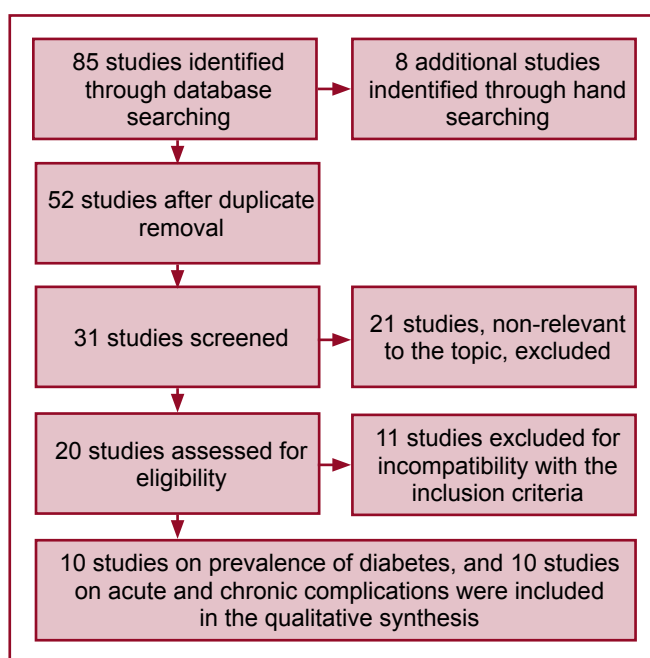 85 studies identified
through database
searching
8 additional studies
indentified through hand
searching
52 studies after duplicate
removal
31 studies screened
21 studies, non-relevant
to the topic, excluded
20 studies assessed for
eligibility
11 studies excluded for
incompatibility with the
inclusion criteria
10 studies on prevalence of diabetes, and 10 studies
on acute and chronic complications were included
in the qualitative synthesis